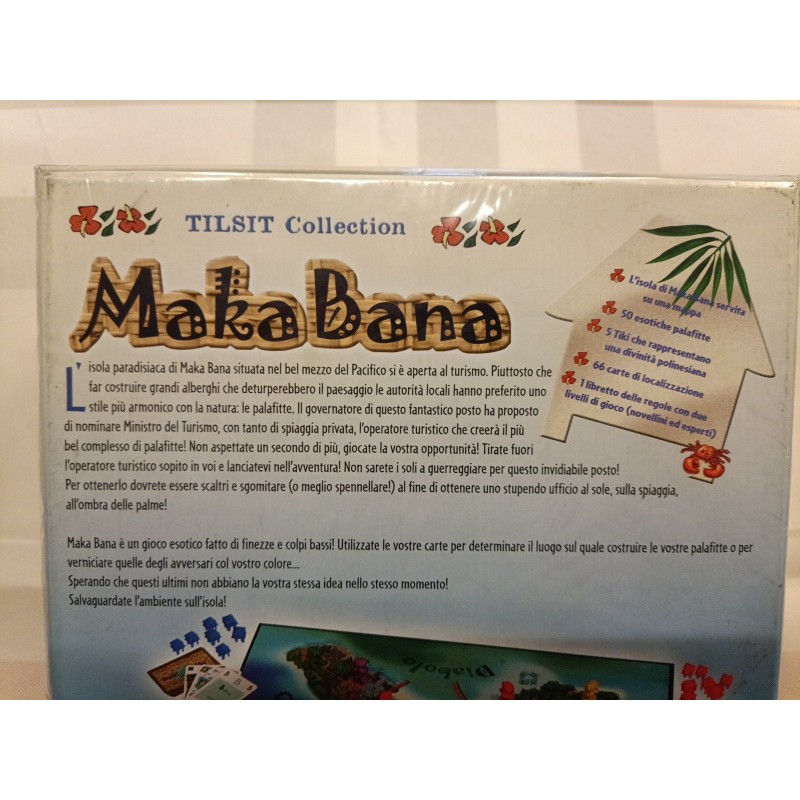 TILSIT Collection
Maka Bana
L'isola paradisiaca di Maka Bana situata nel bel mezzo del Pacifico si è aperta al turismo. Piuttosto che
far costruire grandi alberghi che deturperebbero il paesaggio le autorità locali hanno preferito uno
stile più armonico con la natura: le palafitte. Il governatore di questo fantastico posto ha proposto
di nominare Ministro del Turismo, con tanto di spiaggia privata, l'operatore turistico che creerà il più
bel complesso di palafitte! Non aspettate un secondo di più, giocate la vostra opportunità! Tirate fuori
l'operatore turistico sopito in voi e lanciatevi nell'avventura! Non sarete i soli a guerreggiare per questo invidiabile posto!
Per ottenerlo dovrete essere scaltri e sgomitare (o meglio spennellare!) al fine di ottenere uno stupendo ufficio al sole, sulla spiaggia,
all'ombra delle palme!
L'isola di Maka Bana servita
su una mappa
50 esotiche palafitte
5 Tiki che rappresentano
una divinità polinesiana
66 carte di localizzazione
1 libretto delle regole con due
livelli di gioco (novellini ed esperti)
Maka Bana è un gioco esotico fatto di finezze e colpi bassi! Utilizzate le vostre carte per determinare il luogo sul quale costruire le vostre palafitte o per
verniciare quelle degli avversari col vostro colore...
Sperando che questi ultimi non abbiano la vostra stessa idea nello stesso momento!
Salvaguardate l'ambiente sull'isola!
Diabolo